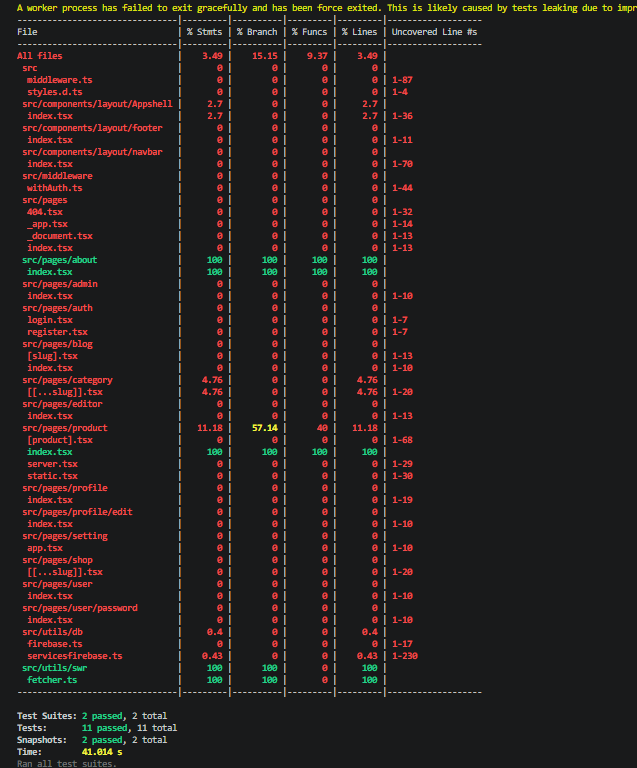 A worker process has failed to exit gracefully and has been force exited. This is likely caused by tests leaking due to impr
-----------------------------|---------|----------|---------|---------|-------------------
File | % Stmts | % Branch | % Funcs | % Lines | Uncovered Line #s
-----------------------------|---------|----------|---------|---------|-------------------
All files | 3.49 | 15.15 | 9.37 | 3.49 |
src | 0 | 0 | 0 | 0 |
middleware.ts | 0 | 0 | 0 | 0 | 1-87
styles.d.ts | 0 | 0 | 0 | 0 | 1-4
src/components/layout/Appshell | 2.7 | 0 | 0 | 2.7 |
index.tsx | 2.7 | 0 | 0 | 2.7 | 1-36
src/components/layout/footer | 0 | 0 | 0 | 0 |
index.tsx | 0 | 0 | 0 | 0 | 1-11
src/components/layout/navbar | 0 | 0 | 0 | 0 |
index.tsx | 0 | 0 | 0 | 0 | 1-70
src/middleware | 0 | 0 | 0 | 0 |
withAuth.ts | 0 | 0 | 0 | 0 | 1-44
src/pages | 0 | 0 | 0 | 0 |
404.tsx | 0 | 0 | 0 | 0 | 1-32
_app.tsx | 0 | 0 | 0 | 0 | 1-14
_document.tsx | 0 | 0 | 0 | 0 | 1-13
index.tsx | 0 | 0 | 0 | 0 | 1-13
src/pages/about | 100 | 100 | 100 | 100 |
index.tsx | 100 | 100 | 100 | 100 |
src/pages/admin | 0 | 0 | 0 | 0 |
index.tsx | 0 | 0 | 0 | 0 | 1-10
src/pages/auth | 0 | 0 | 0 | 0 |
login.tsx | 0 | 0 | 0 | 0 | 1-7
register.tsx | 0 | 0 | 0 | 0 | 1-7
src/pages/blog | 0 | 0 | 0 | 0 |
[slug].tsx | 0 | 0 | 0 | 0 | 1-13
index.tsx | 0 | 0 | 0 | 0 | 1-10
src/pages/category | 4.76 | 0 | 0 | 4.76 |
[[...slug]].tsx | 4.76 | 0 | 0 | 4.76 | 1-20
src/pages/editor | 0 | 0 | 0 | 0 |
index.tsx | 0 | 0 | 0 | 0 | 1-13
src/pages/product | 11.18 | 57.14 | 40 | 11.18 |
[product].tsx | 0 | 0 | 0 | 0 | 1-68
index.tsx | 100 | 100 | 100 | 100 |
server.tsx | 0 | 0 | 0 | 0 | 1-29
static.tsx | 0 | 0 | 0 | 0 | 1-30
src/pages/profile | 0 | 0 | 0 | 0 |
index.tsx | 0 | 0 | 0 | 0 | 1-19
src/pages/profile/edit | 0 | 0 | 0 | 0 |
index.tsx | 0 | 0 | 0 | 0 | 1-10
src/pages/setting | 0 | 0 | 0 | 0 |
app.tsx | 0 | 0 | 0 | 0 | 1-10
src/pages/shop | 0 | 0 | 0 | 0 |
[[...slug]].tsx | 0 | 0 | 0 | 0 | 1-20
src/pages/user | 0 | 0 | 0 | 0 |
index.tsx | 0 | 0 | 0 | 0 | 1-10
src/pages/user/password | 0 | 0 | 0 | 0 |
index.tsx | 0 | 0 | 0 | 0 | 1-10
src/utils/db | 0.4 | 0 | 0 | 0.4 |
firebase.ts | 0 | 0 | 0 | 0 | 1-17
servicesfirebase.ts | 0.43 | 0 | 0 | 0.43 | 1-230
src/utils/swr | 100 | 100 | 0 | 100 |
fetcher.ts | 100 | 100 | 0 | 100 |
-----------------------------|---------|----------|---------|---------|-------------------
Test Suites: 2 passed, 2 total
Tests: 11 passed, 11 total
Snapshots: 2 passed, 2 total
Time: 41.014 s
Ran all test suites.